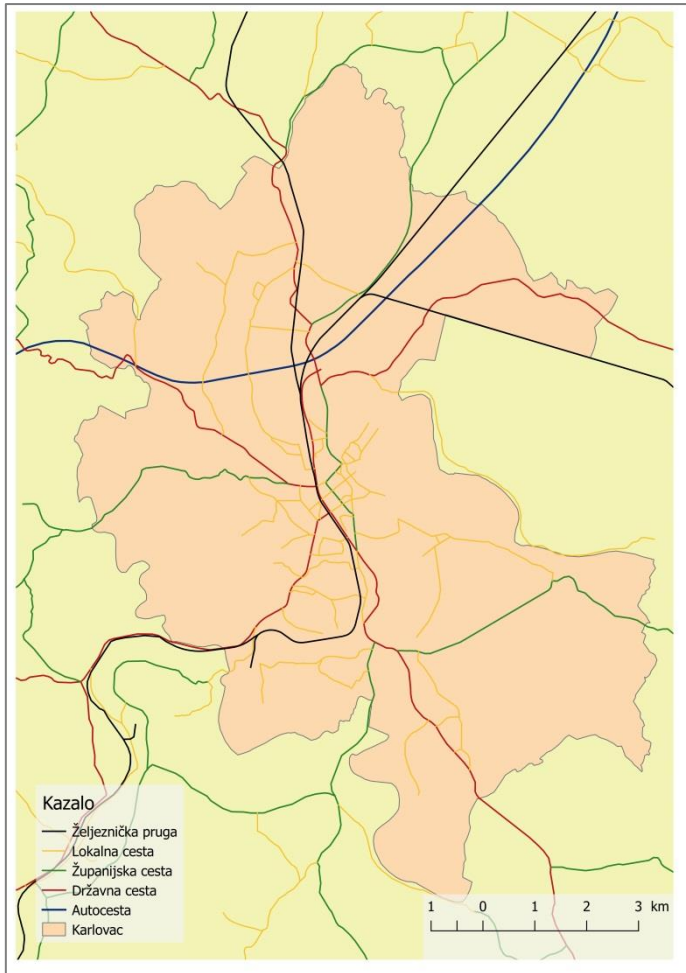 Kazalo
Željeznička pruga
Lokalna cesta
Županijska cesta
Državna cesta
Autocesta
Karlovac
1 0 1 2 3 km